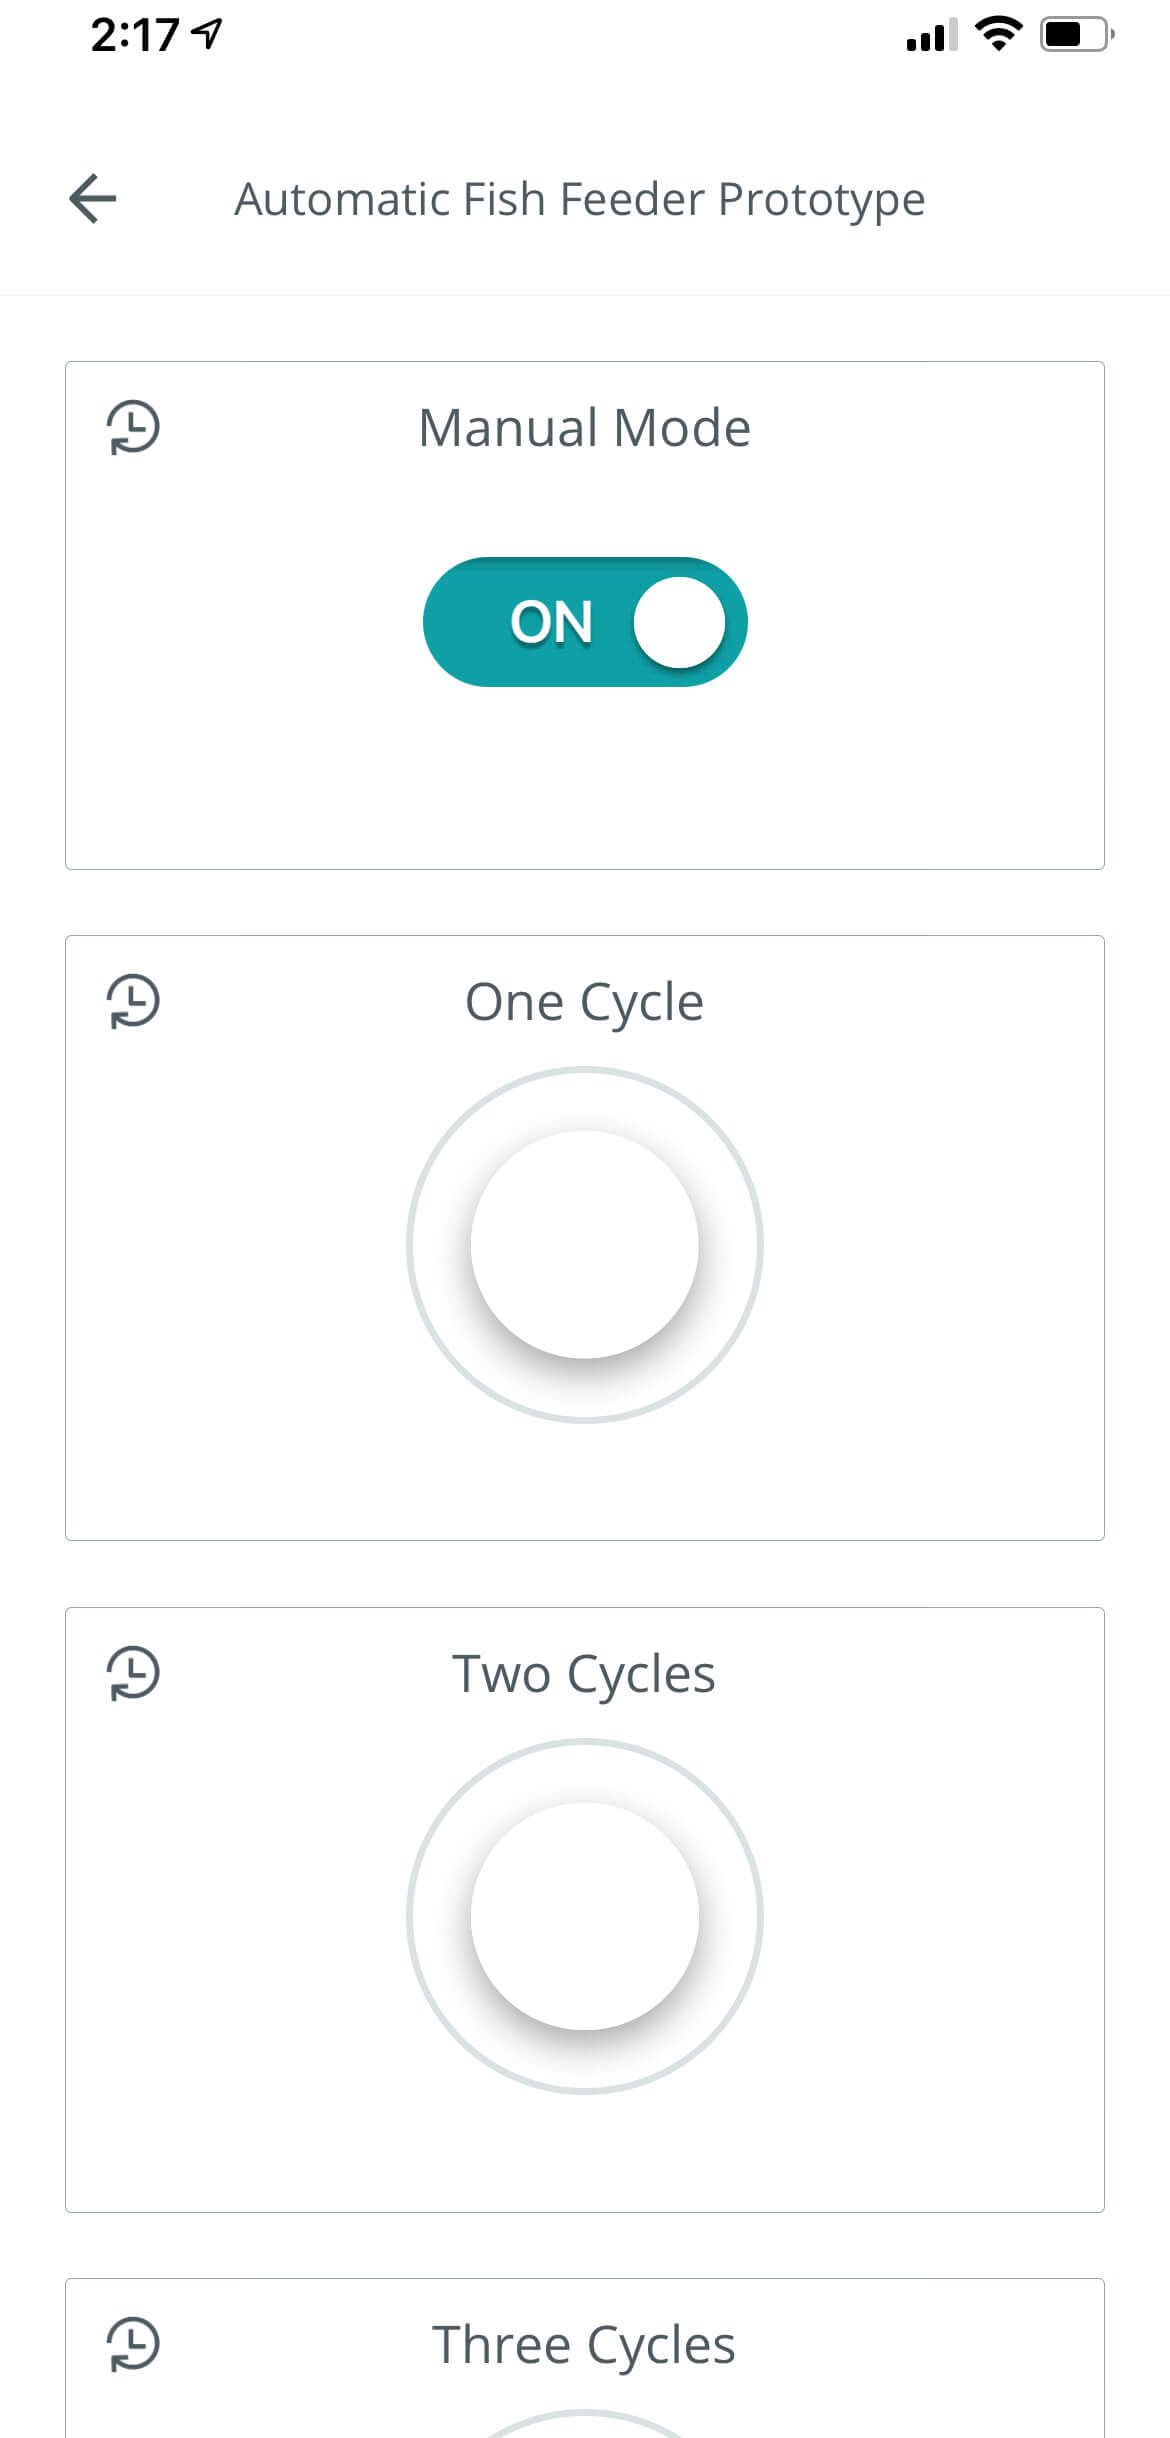 2:17
Automatic Fish Feeder Prototype
Manual Mode
ON
One Cycle
Two Cycles
Three Cycles